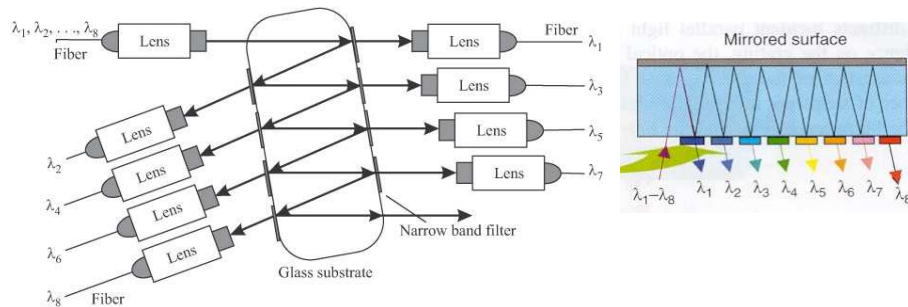 λ₁, λ₂, . . ., λ₈
Fiber
Lens
Lens
Fiber
λ₁
Lens
λ₃
Lens
λ₂
Lens
λ₅
Lens
λ₄
Lens
λ₇
Lens
λ₆
Narrow band filter
Lens
λ₈
Fiber
Glass substrate
Mirrored surface
λ₁–λ₈
λ₁ λ₂ λ₃ λ₄ λ₅ λ₆ λ₇ λ₈